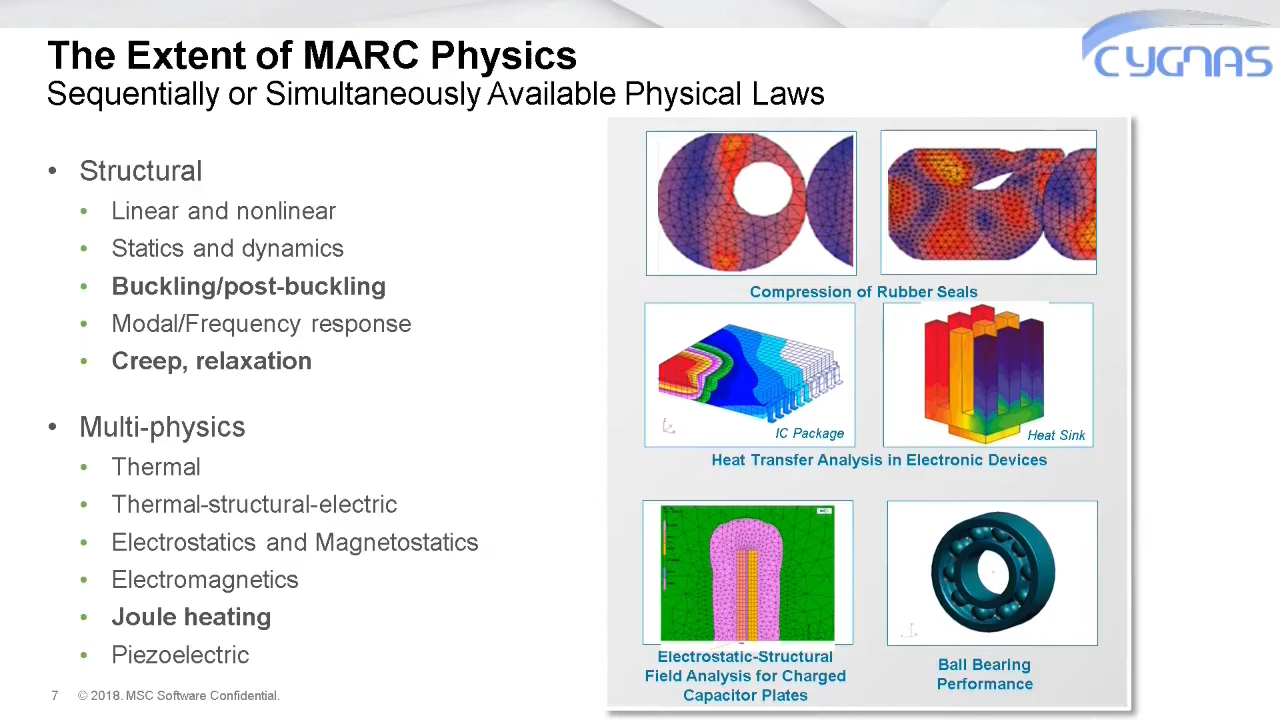 The Extent of MARC Physics
Sequentially or Simultaneously Available Physical Laws
CYGNAS
• Structural
• Linear and nonlinear
• Statics and dynamics
• Buckling/post-buckling
• Modal/Frequency response
• Creep, relaxation
• Multi-physics
• Thermal
• Thermal-structural-electric
• Electrostatics and Magnetostatics
• Electromagnetics
• Joule heating
• Piezoelectric
Compression of Rubber Seals
IC Package
Heat Sink
Heat Transfer Analysis in Electronic Devices
Electrostatic-Structural
Field Analysis for Charged
Capacitor Plates
Ball Bearing
Performance
7 © 2018. MSC Software Confidential.